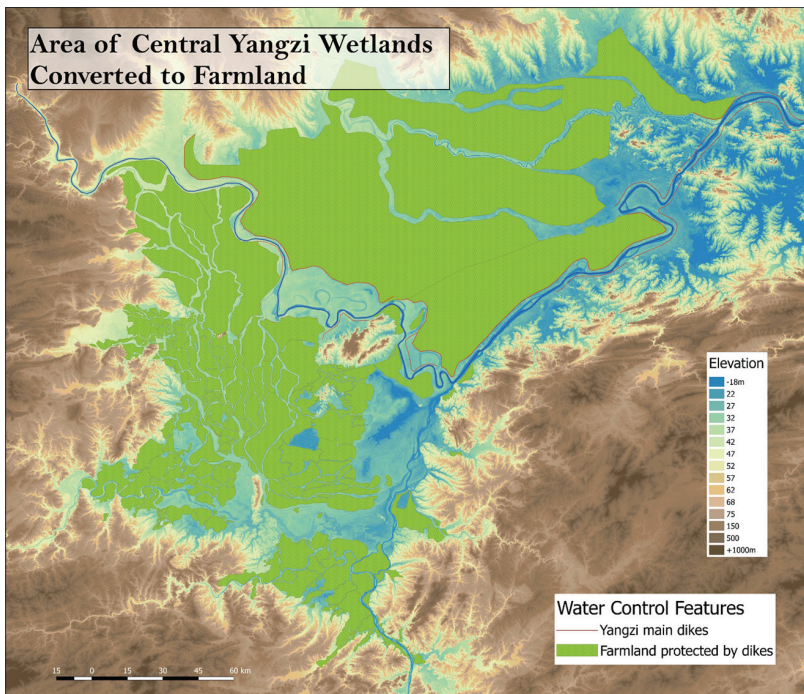 Area of Central Yangzi Wetlands
Converted to Farmland
Elevation
-18m
22
27
32
37
42
47
52
57
62
68
75
150
500
+1000m
Water Control Features
Yangzi main dikes
Farmland protected by dikes
15 0 15 30 45 60 km